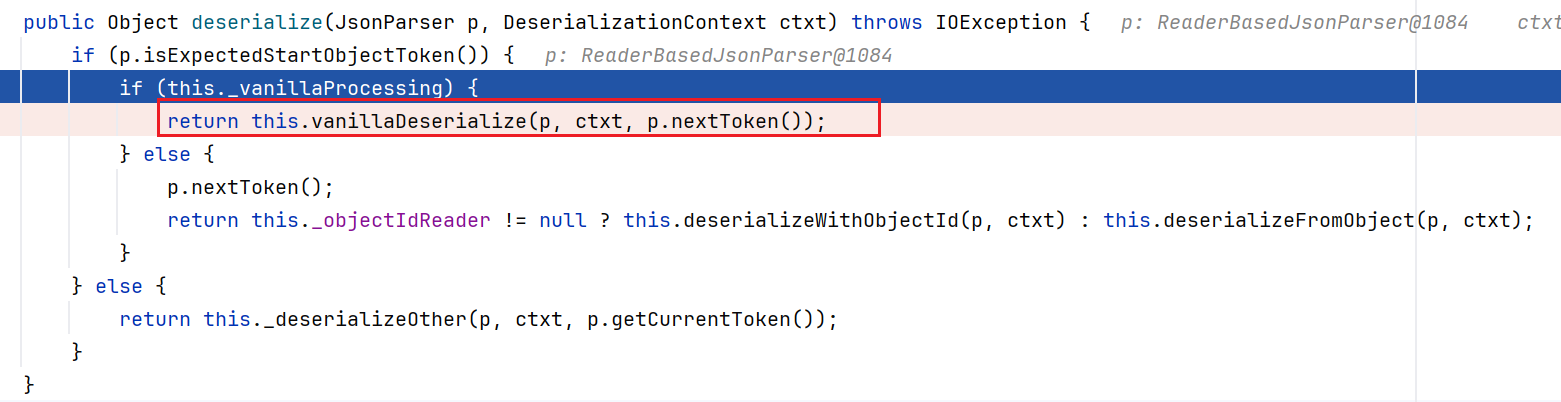 public Object deserialize(JsonParser p, DeserializationContext ctxt) throws IOException {   p: ReaderBasedJsonParser@1084    ctxt
    if (p.isExpectedStartObjectToken()) {   p: ReaderBasedJsonParser@1084
        if (this._vanillaProcessing) {
            return this.vanillaDeserialize(p, ctxt, p.nextToken());
        } else {
            p.nextToken();
            return this._objectIdReader != null ? this.deserializeWithObjectId(p, ctxt) : this.deserializeFromObject(p, ctxt);
        }
    } else {
        return this._deserializeOther(p, ctxt, p.getCurrentToken());
    }
}